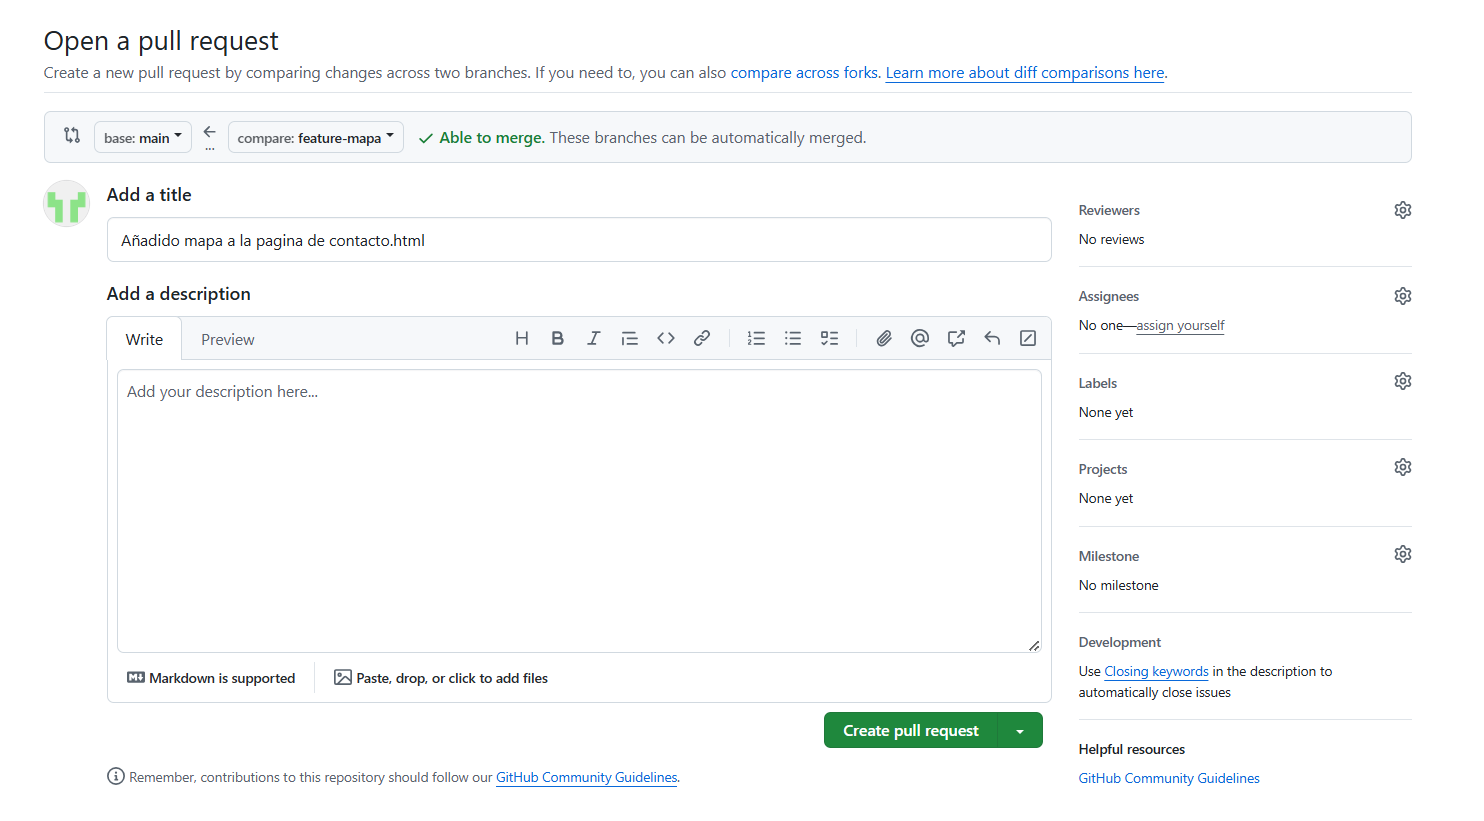 Open a pull request
Create a new pull request by comparing changes across two branches. If you need to, you can also compare across forks. Learn more about diff comparisons here.
base: main
...
compare: feature-mapa
Able to merge. These branches can be automatically merged.
Add a title
Añadido mapa a la pagina de contacto.html
Add a description
Write
Preview
Add your description here...
Markdown is supported
Paste, drop, or click to add files
Create pull request
Remember, contributions to this repository should follow our GitHub Community Guidelines.
Reviewers
No reviews
Assignees
No one—assign yourself
Labels
None yet
Projects
None yet
Milestone
No milestone
Development
Use Closing keywords in the description to
automatically close issues
Helpful resources
GitHub Community Guidelines